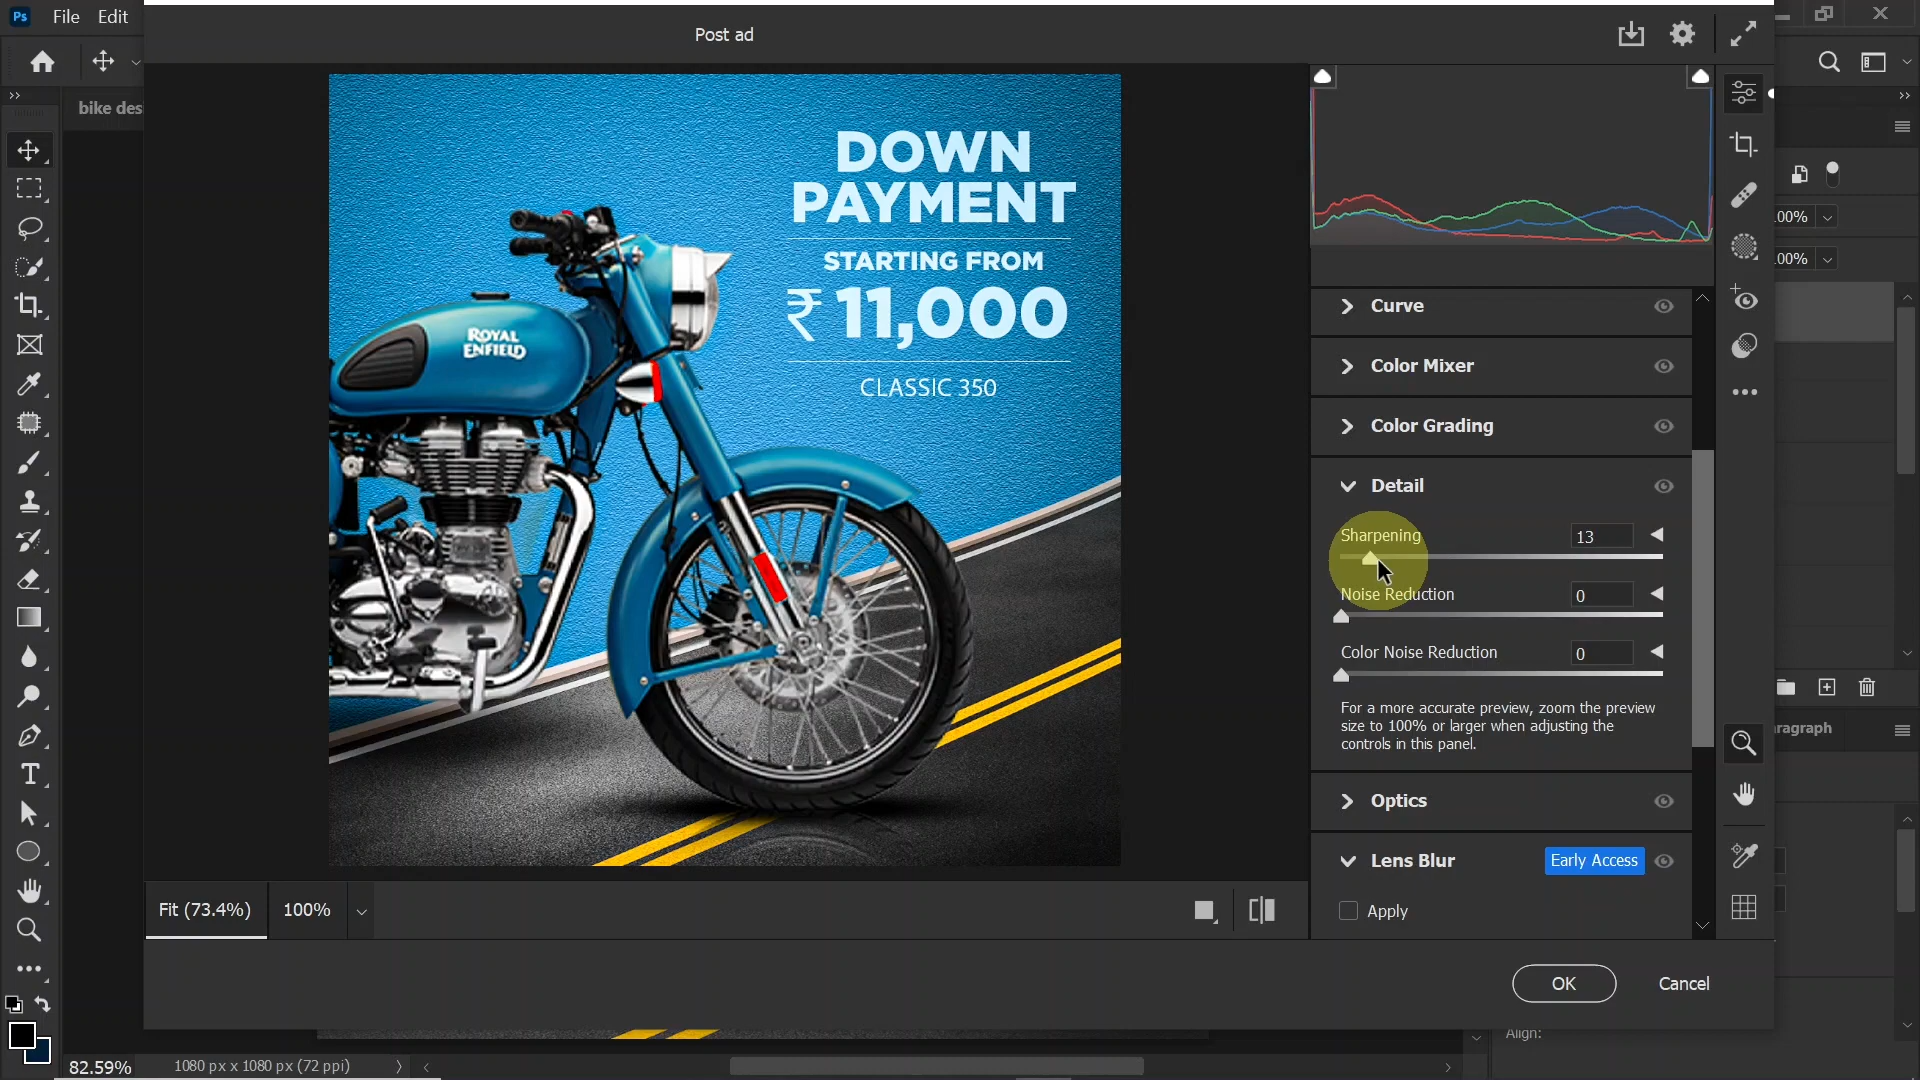 Ps File Edit
Post ad
bike des
DOWN
PAYMENT
STARTING FROM
₹ 11,000
CLASSIC 350
ROYAL
ENFIELD
Curve
Color Mixer
Color Grading
Detail
Sharpening 13
Noise Reduction 0
Color Noise Reduction 0
For a more accurate preview, zoom the preview
size to 100% or larger when adjusting the
controls in this panel.
Optics
Lens Blur Early Access
Apply
00%
00%
ragraph
Fit (73.4%) 100%
OK Cancel
Align:
82.59% 1080 px x 1080 px (72 ppi)